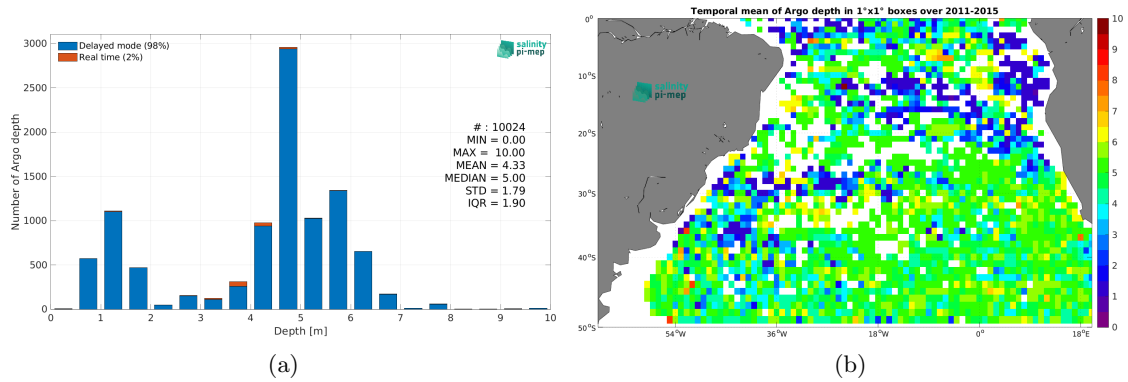 Delayed mode (98%)
Real time (2%)
salinity
pi-mep
# : 10024
MIN = 0.00
MAX = 10.00
MEAN = 4.33
MEDIAN = 5.00
STD = 1.79
IQR = 1.90
Number of Argo depth
3000
2500
2000
1500
1000
500
0
0 1 2 3 4 5 6 7 8 9 10
Depth [m]
(a)
Temporal mean of Argo depth in 1°x1° boxes over 2011-2015
salinity
pi-mep
0°
10°S
20°S
30°S
40°S
50°S
54°W 36°W 18°W 0° 18°E
10
9
8
7
6
5
4
3
2
1
0
(b)